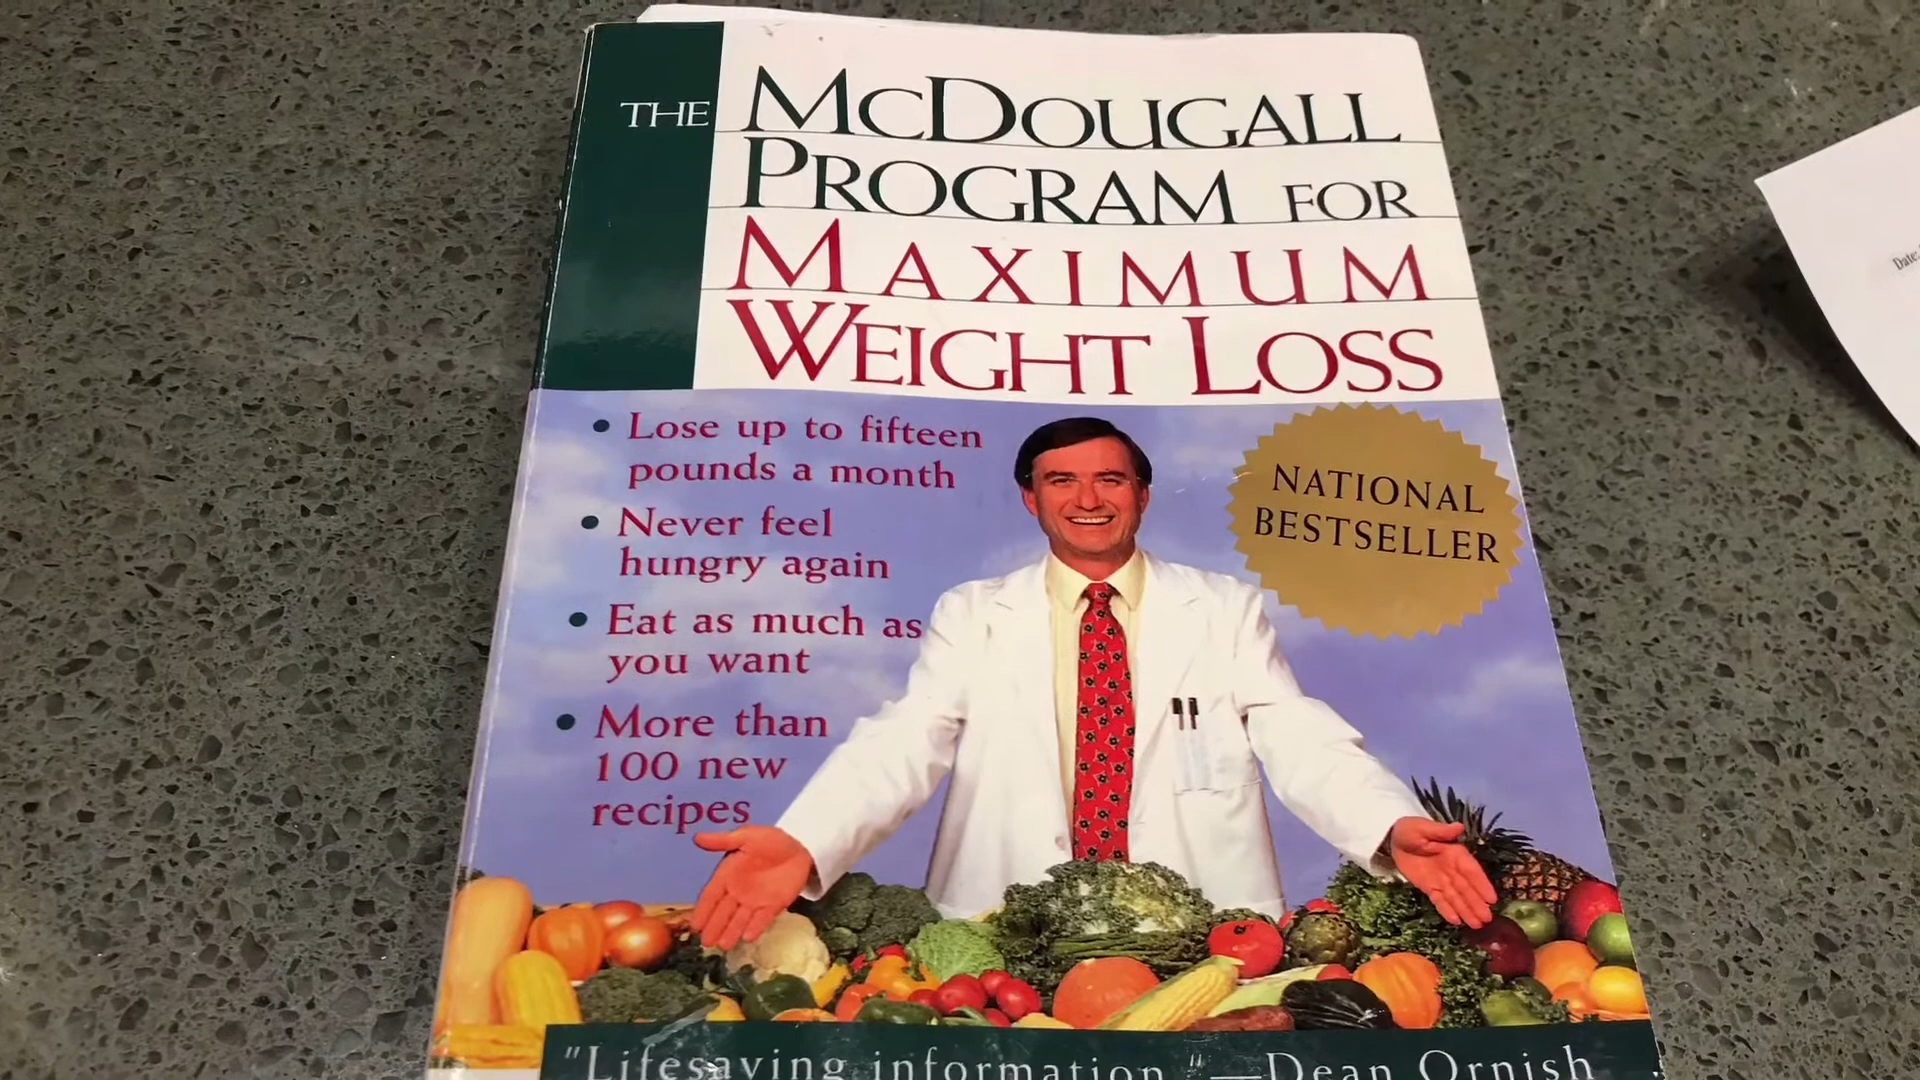 THE McDougall
Program for
Maximum
Weight Loss
• Lose up to fifteen
pounds a month
• Never feel
hungry again
• Eat as much as
you want
• More than
100 new
recipes
NATIONAL
BESTSELLER
"Lifesaving information."—Dean Ornish
Date: